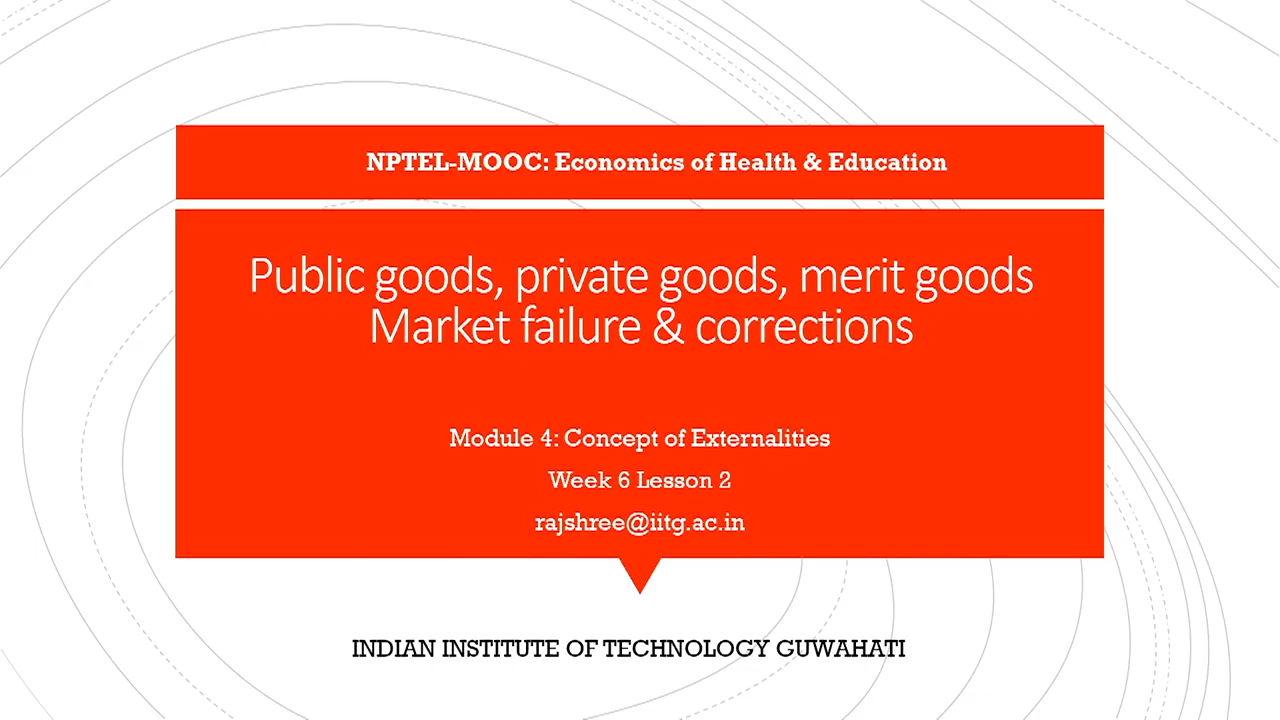 NPTEL-MOOC: Economics of Health & Education
Public goods, private goods, merit goods
Market failure & corrections
Module 4: Concept of Externalities
Week 6 Lesson 2
rajshree@iitg.ac.in
INDIAN INSTITUTE OF TECHNOLOGY GUWAHATI